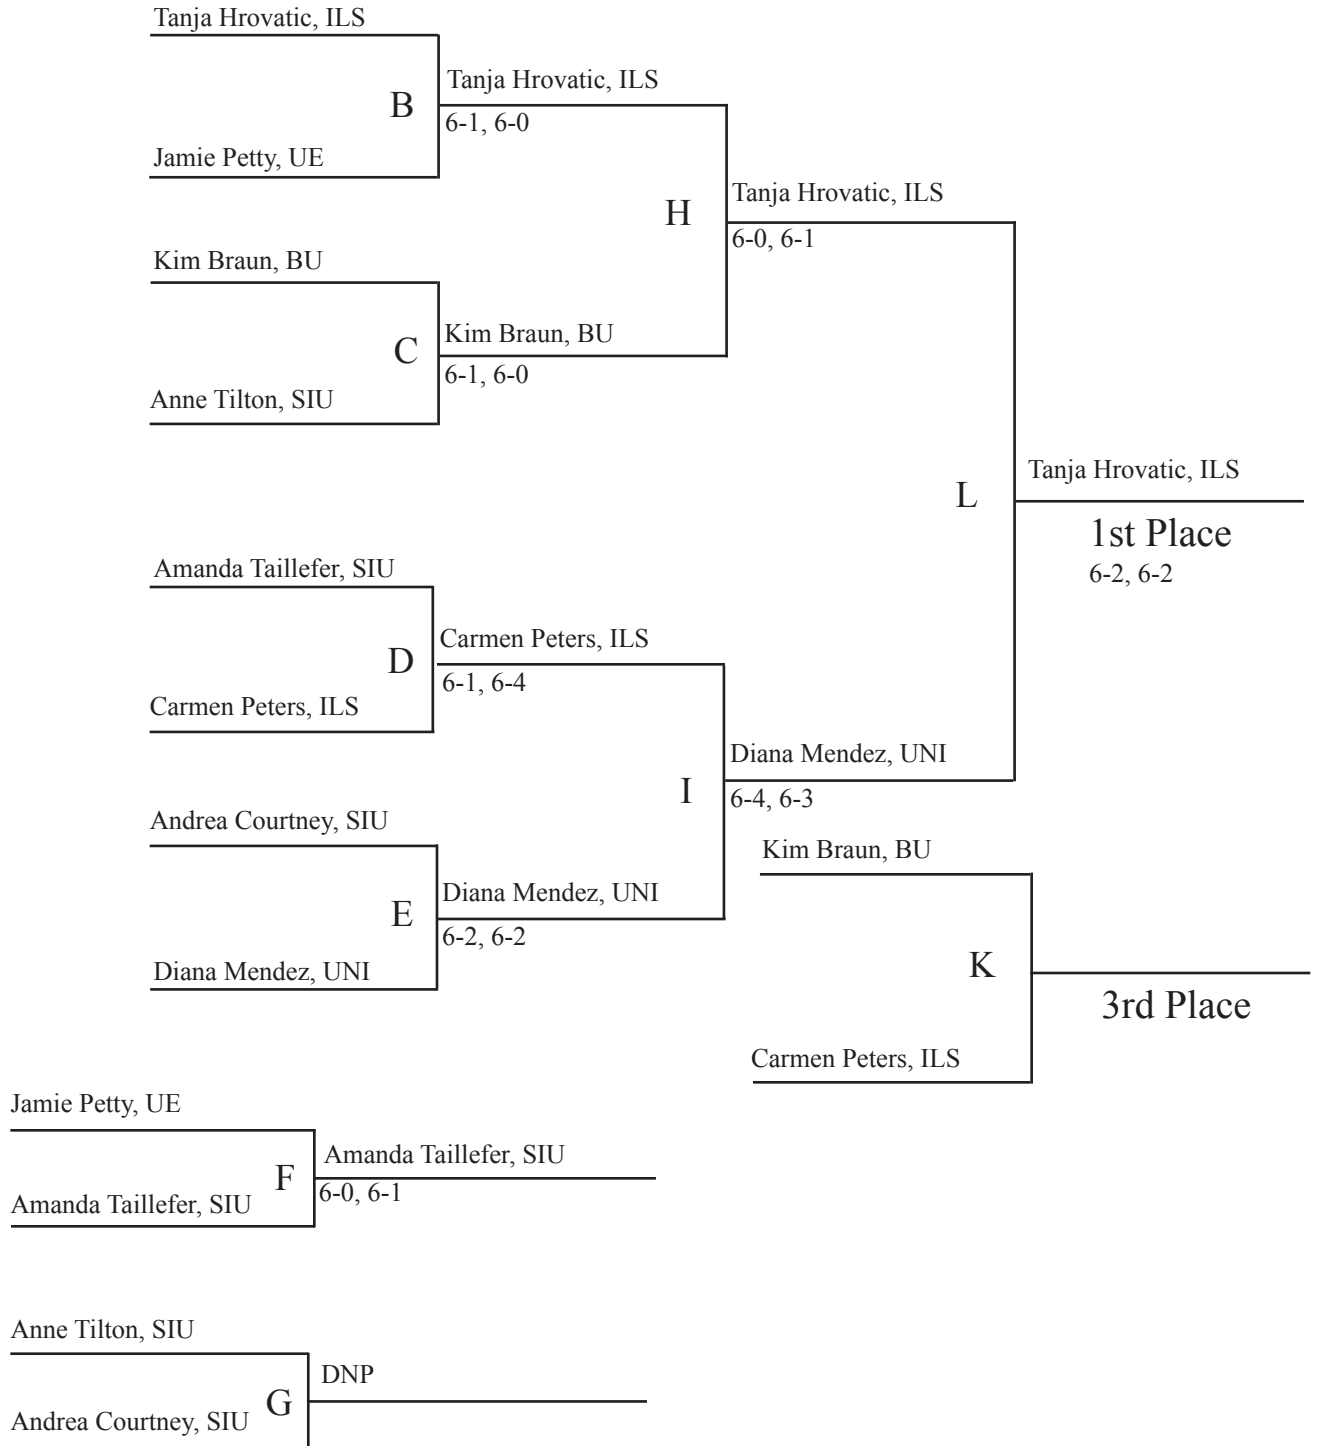 Tanja Hrovatic, ILS
B
Tanja Hrovatic, ILS
6-1, 6-0
Jamie Petty, UE
H
Tanja Hrovatic, ILS
6-0, 6-1
Kim Braun, BU
C
Kim Braun, BU
6-1, 6-0
Anne Tilton, SIU
L
Tanja Hrovatic, ILS
1st Place
6-2, 6-2
Amanda Taillefer, SIU
D
Carmen Peters, ILS
6-1, 6-4
Carmen Peters, ILS
I
Diana Mendez, UNI
6-4, 6-3
Andrea Courtney, SIU
E
Diana Mendez, UNI
6-2, 6-2
Diana Mendez, UNI
Kim Braun, BU
K
3rd Place
Carmen Peters, ILS
Jamie Petty, UE
F
Amanda Taillefer, SIU
6-0, 6-1
Amanda Taillefer, SIU
Anne Tilton, SIU
G
DNP
Andrea Courtney, SIU